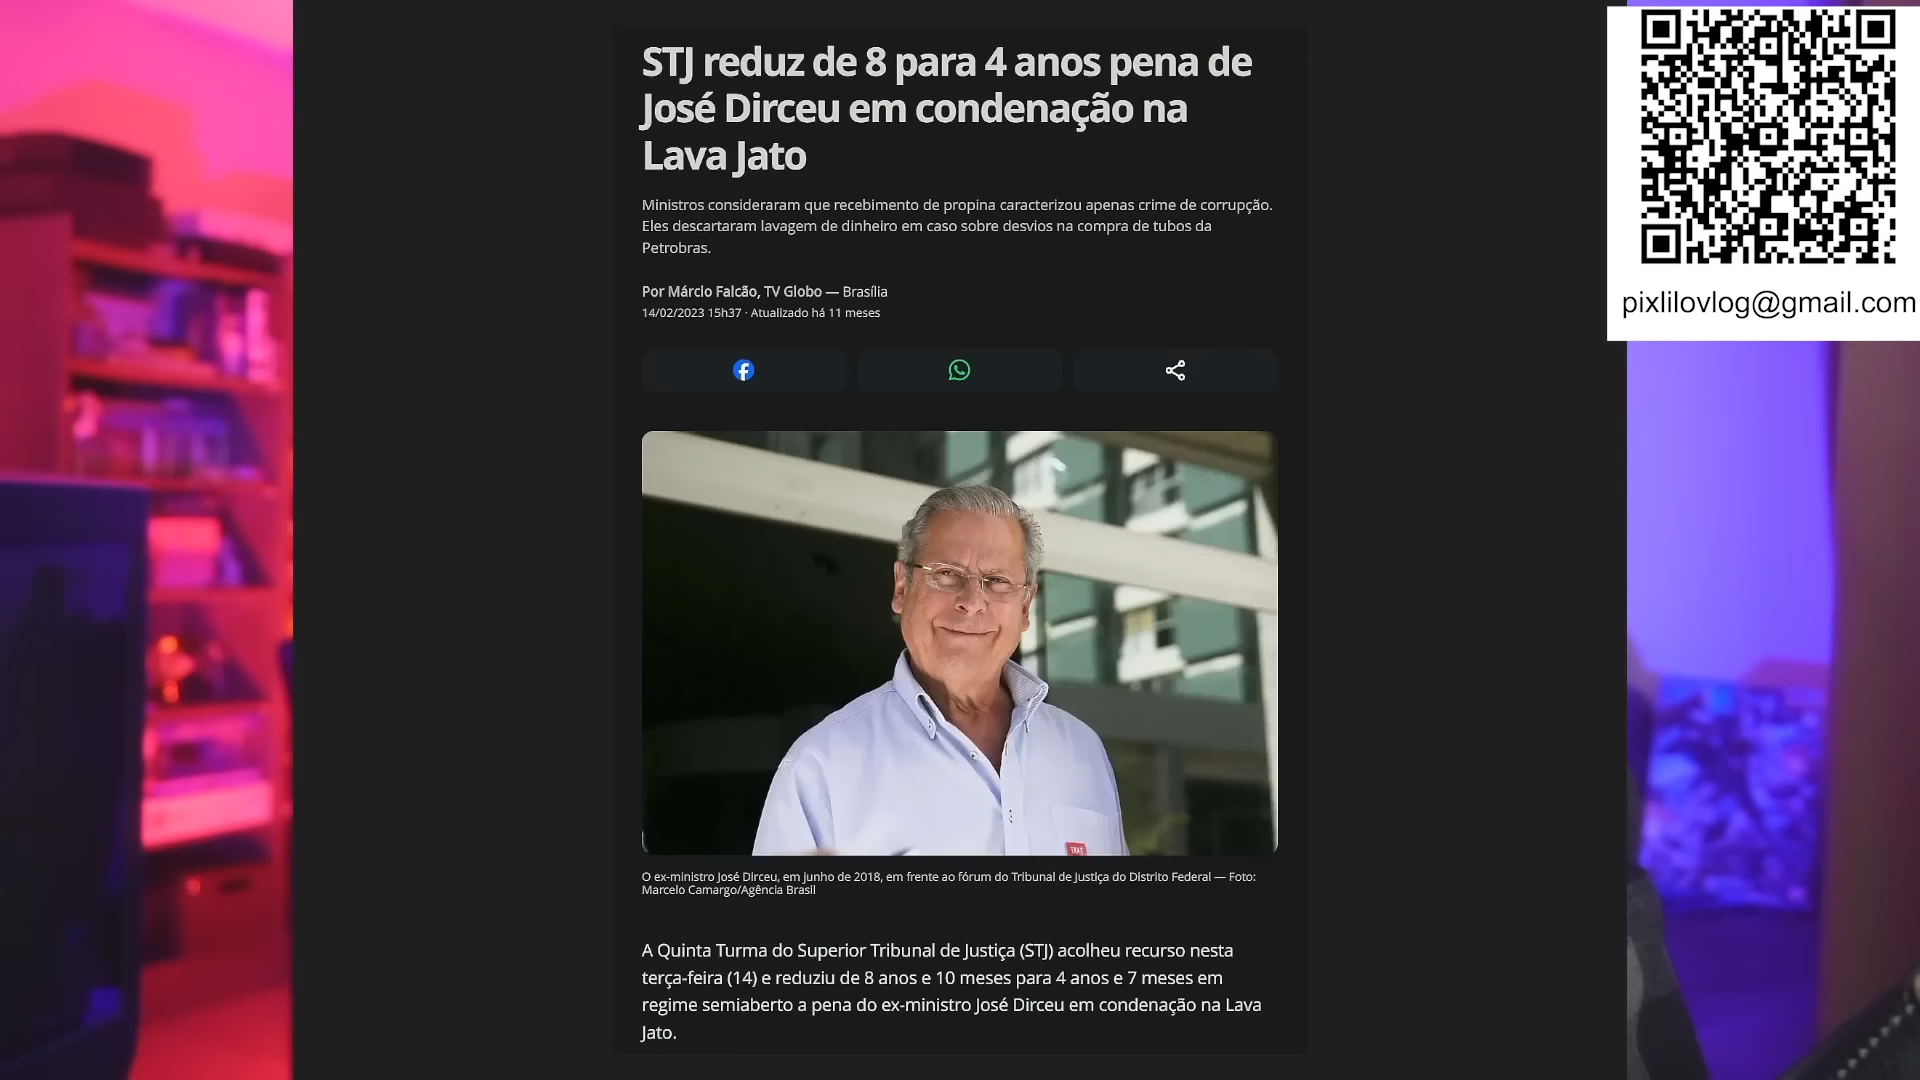 STJ reduz de 8 para 4 anos pena de
José Dirceu em condenação na
Lava Jato
Ministros consideraram que recebimento de propina caracterizou apenas crime de corrupção.
Eles descartaram lavagem de dinheiro em caso sobre desvios na compra de tubos da
Petrobras.
Por Márcio Falcão, TV Globo — Brasília
14/02/2023 15h37 · Atualizado há 11 meses
O ex-ministro José Dirceu, em junho de 2018, em frente ao fórum do Tribunal de Justiça do Distrito Federal — Foto:
Marcelo Camargo/Agência Brasil
A Quinta Turma do Superior Tribunal de Justiça (STJ) acolheu recurso nesta
terça-feira (14) e reduziu de 8 anos e 10 meses para 4 anos e 7 meses em
regime semiaberto a pena do ex-ministro José Dirceu em condenação na Lava
Jato.
pixlilovlog@gmail.com